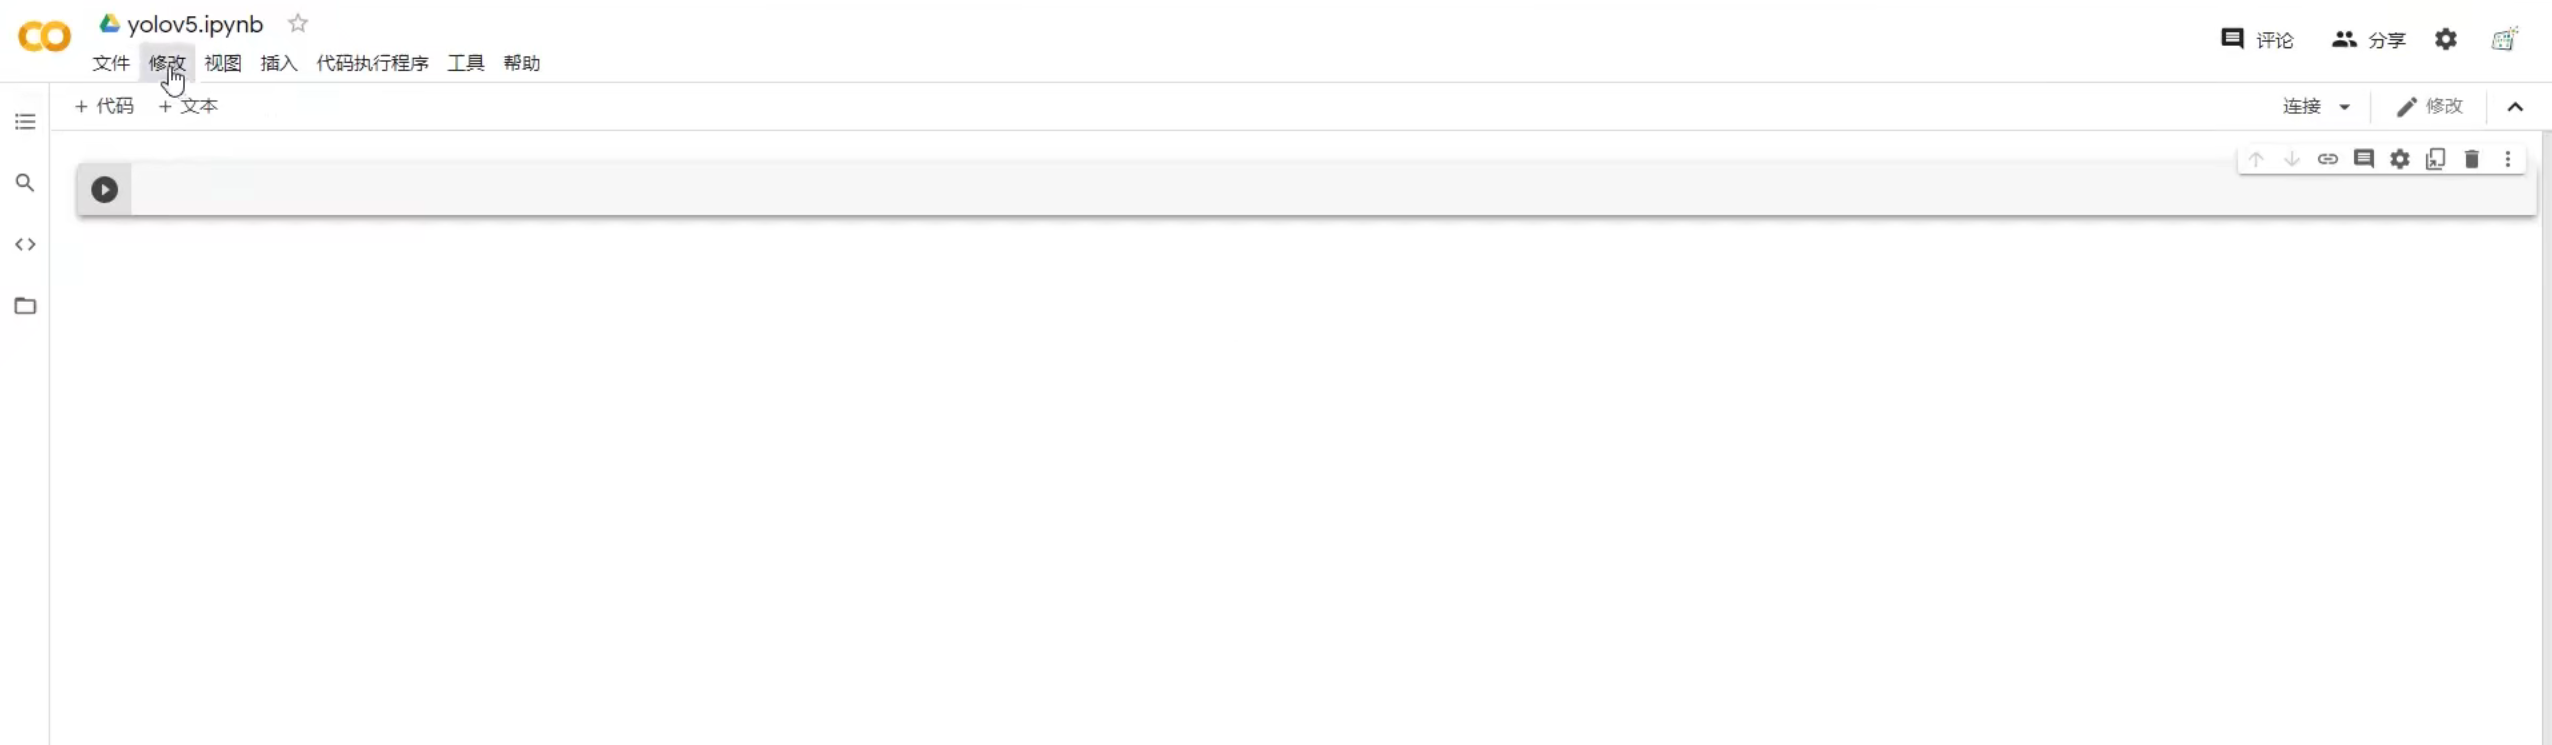 CO
yolov5.ipynb
文件 修改 视图 插入 代码执行程序 工具 帮助
评论 分享
+ 代码 + 文本
连接 修改